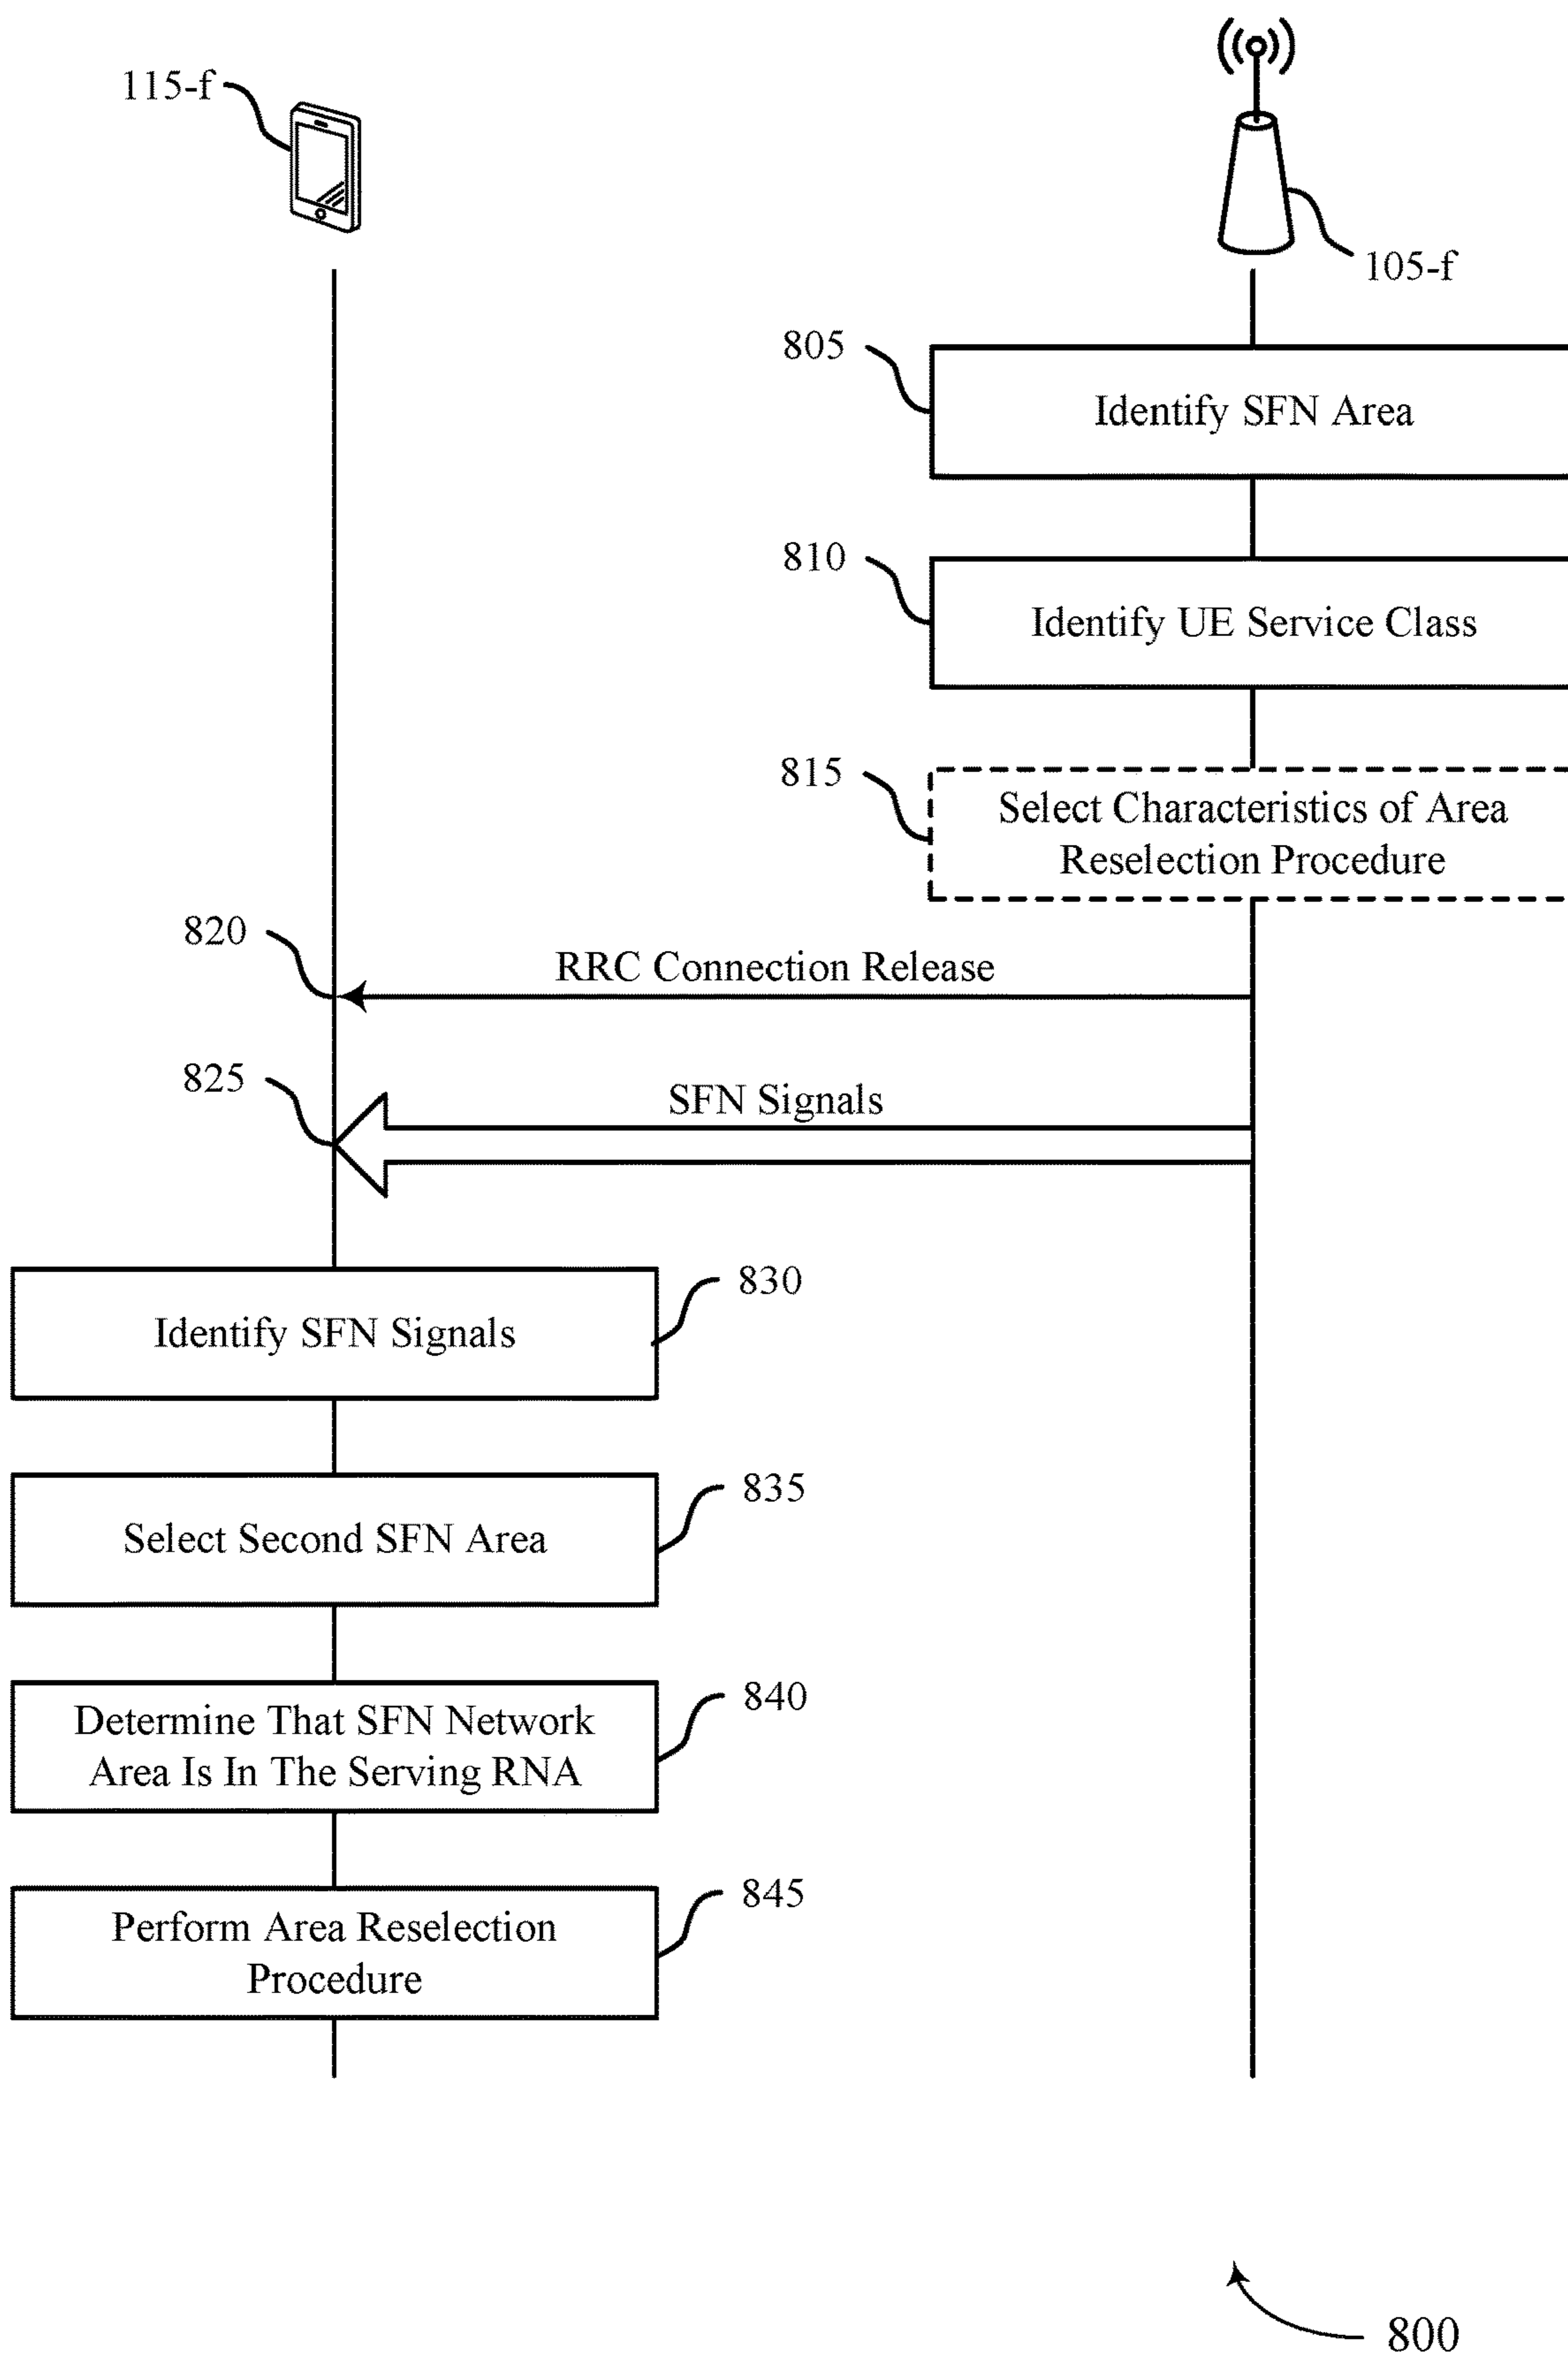 115-f
105-f
805
Identify SFN Area
810
Identify UE Service Class
815
Select Characteristics of Area
Reselection Procedure
820
RRC Connection Release
825
SFN Signals
830
Identify SFN Signals
835
Select Second SFN Area
840
Determine That SFN Network
Area Is In The Serving RNA
845
Perform Area Reselection
Procedure
800